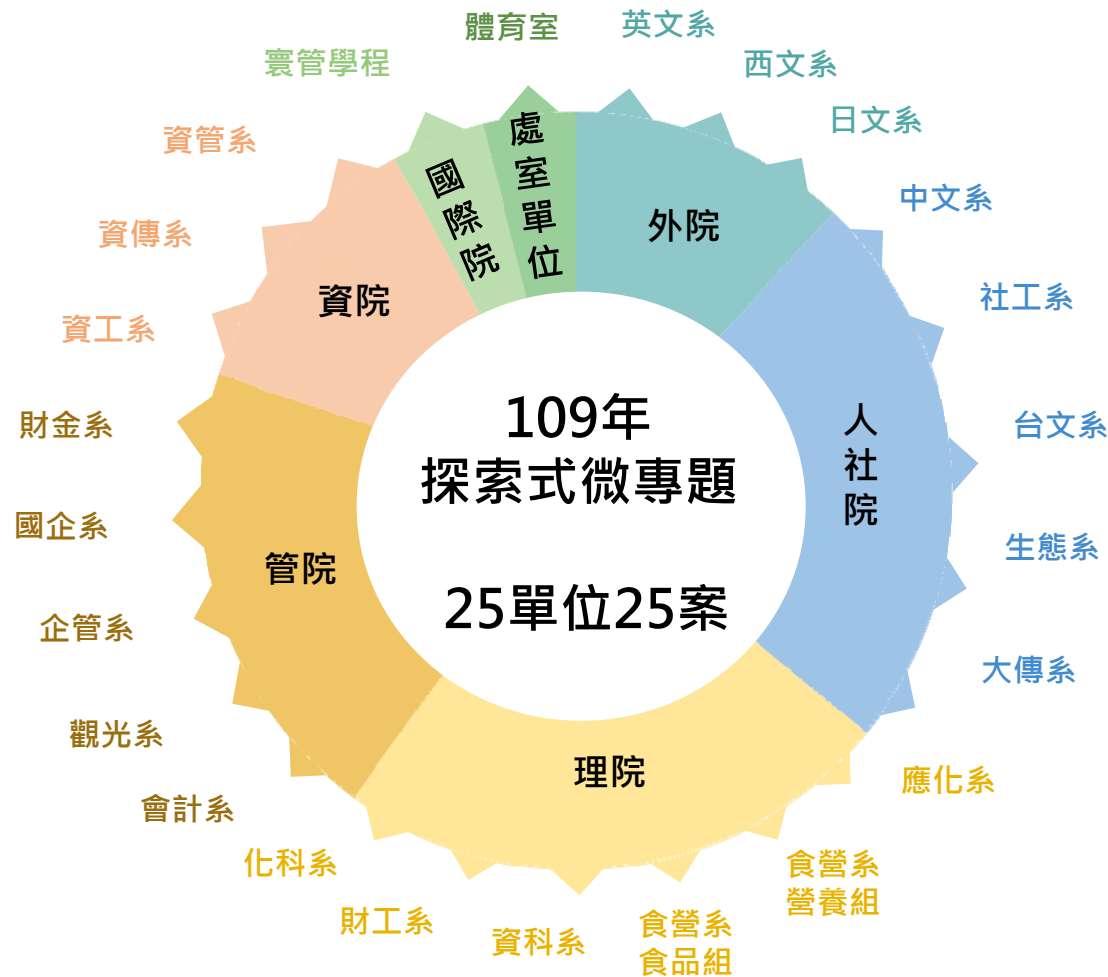 體育室
英文系
西文系
日文系
中文系
社工系
台文系
生態系
大傳系
應化系
食營系
營養組
食營系
食品組
資科系
財工系
化科系
會計系
觀光系
企管系
國企系
財金系
資工系
資傳系
資管系
寰管學程
處室單位
外院
人社院
理院
管院
資院
國際院
109年
探索式微專題
25單位25案